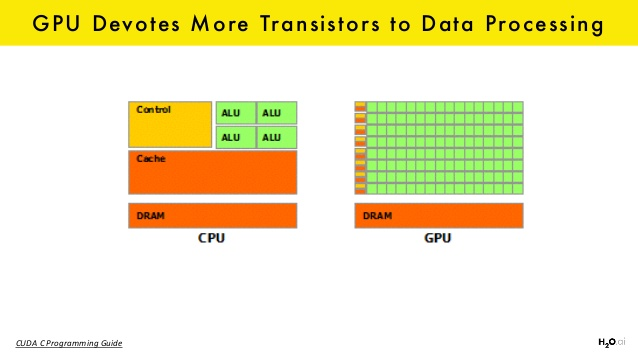 GPU Devotes More Transistors to Data Processing
Control
ALU ALU
ALU ALU
Cache
DRAM
CPU
DRAM
GPU
CUDA C Programming Guide
H2O.ai